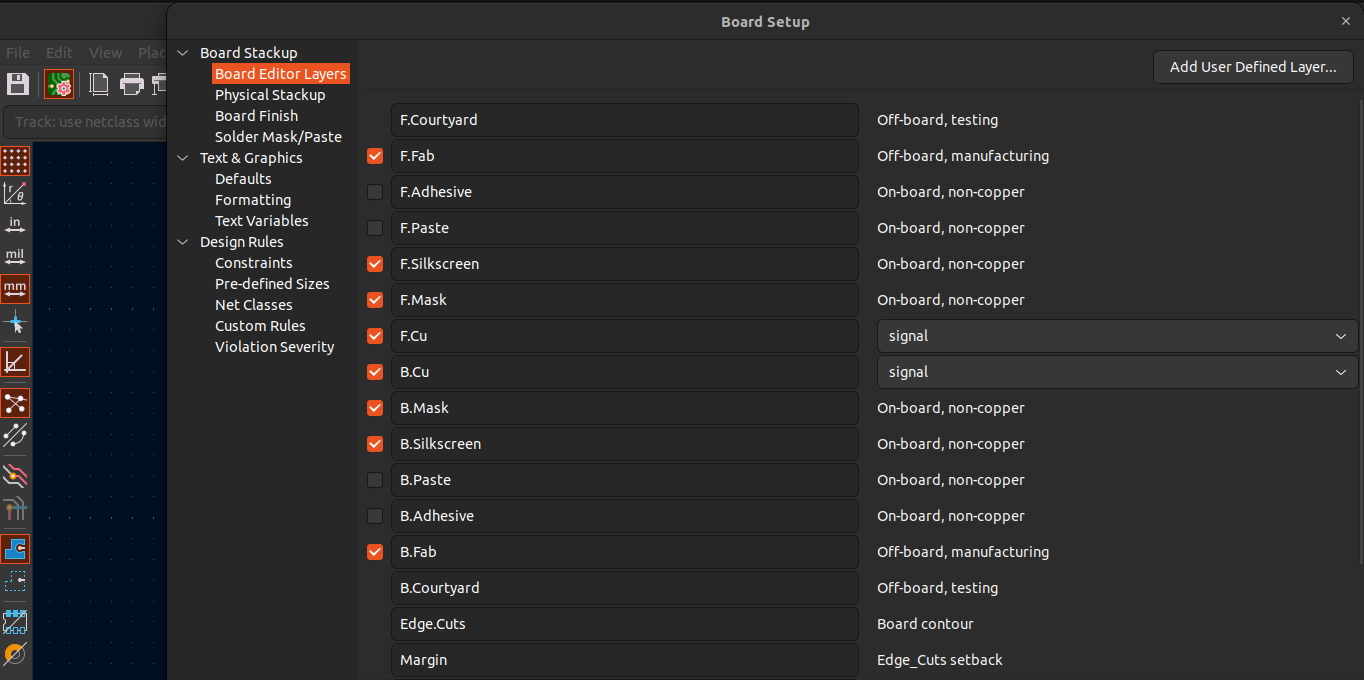 Board Setup
File Edit View Plac
Board Stackup
Board Editor Layers
Physical Stackup
Board Finish
Solder Mask/Paste
Text & Graphics
Defaults
Formatting
Text Variables
Design Rules
Constraints
Pre-defined Sizes
Net Classes
Custom Rules
Violation Severity
Add User Defined Layer...
Track: use netclass wid
in
mil
mm
F.Courtyard Off-board, testing
F.Fab Off-board, manufacturing
F.Adhesive On-board, non-copper
F.Paste On-board, non-copper
F.Silkscreen On-board, non-copper
F.Mask On-board, non-copper
F.Cu signal
B.Cu signal
B.Mask On-board, non-copper
B.Silkscreen On-board, non-copper
B.Paste On-board, non-copper
B.Adhesive On-board, non-copper
B.Fab Off-board, manufacturing
B.Courtyard Off-board, testing
Edge.Cuts Board contour
Margin Edge_Cuts setback